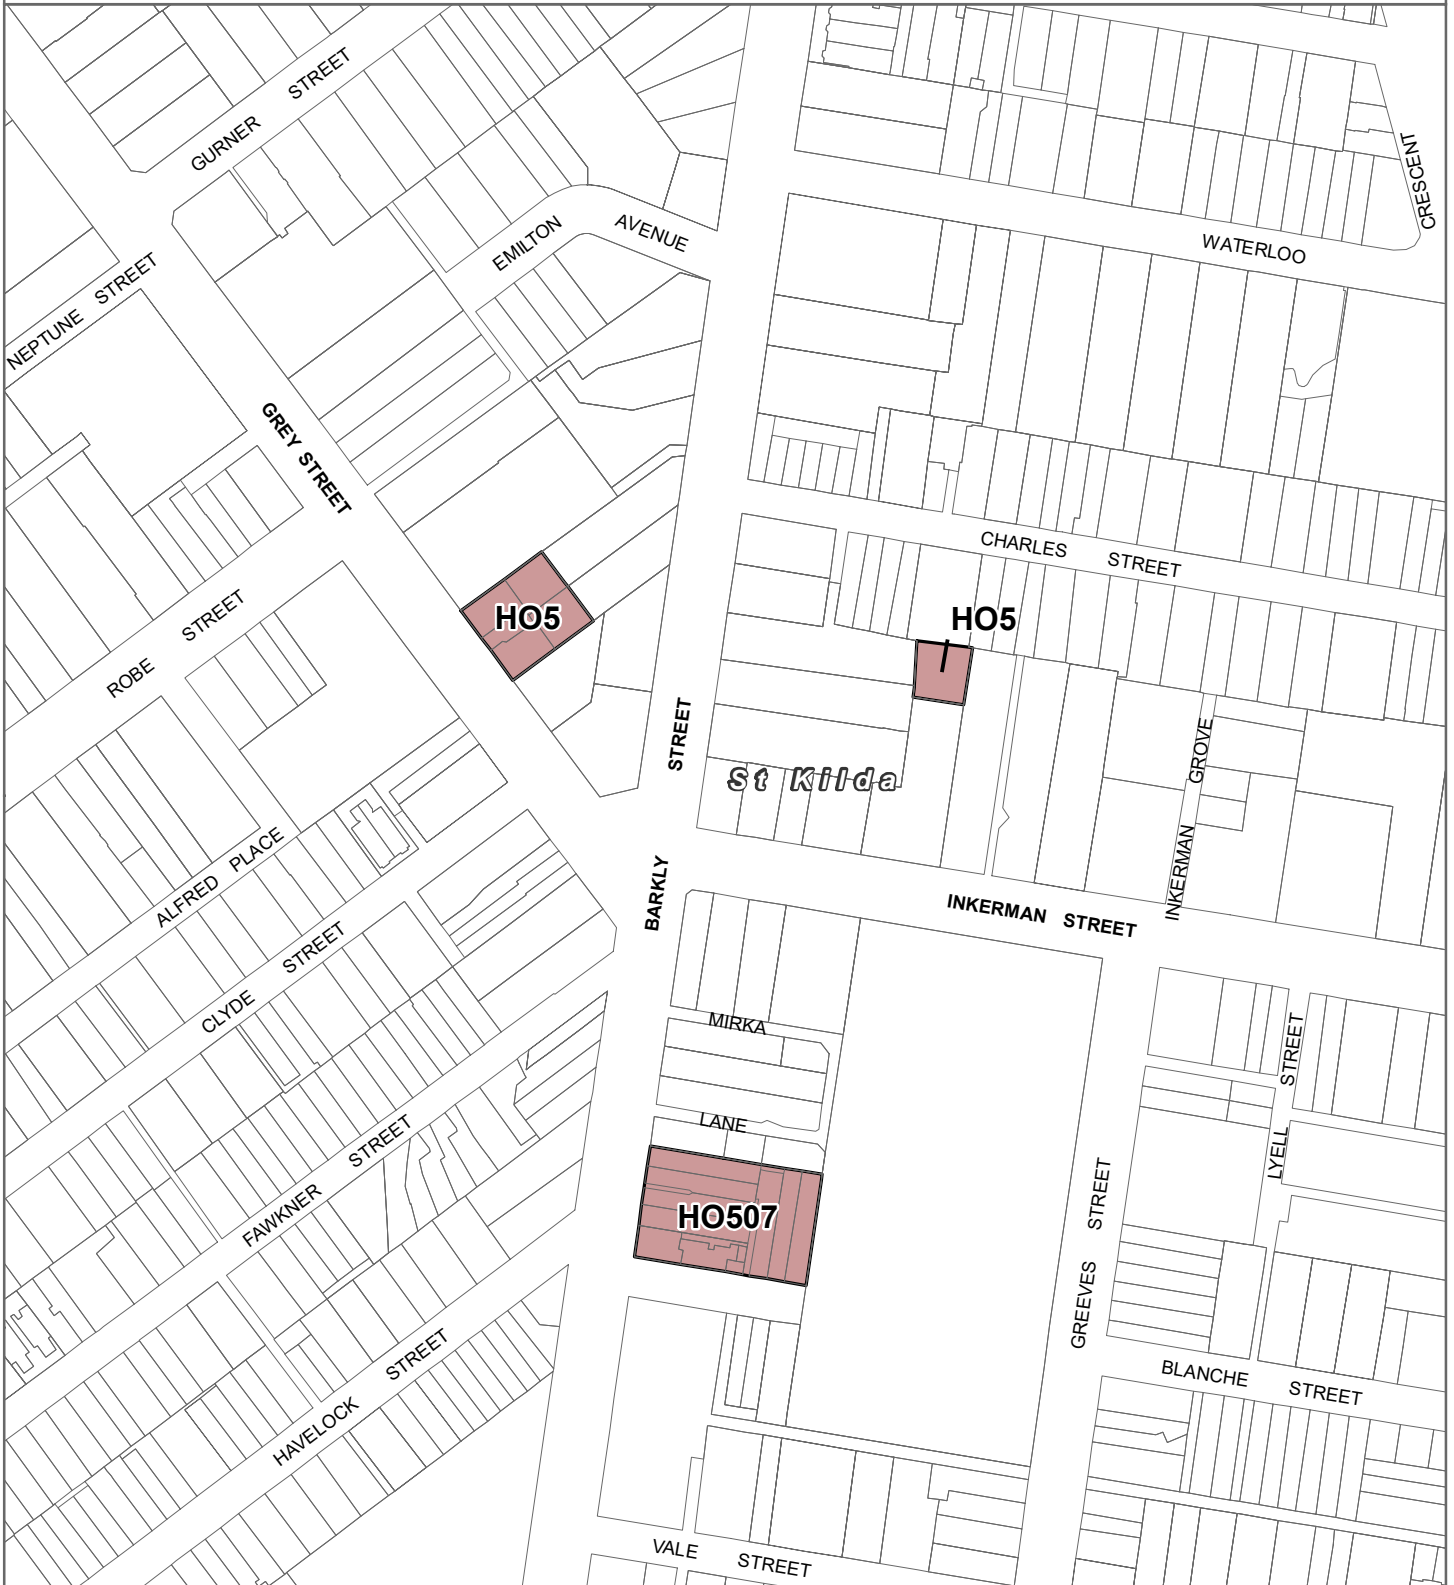 GURNER STREET
CRESCENT
EMILTON AVENUE
WATERLOO
NEPTUNE STREET
GREY STREET
CHARLES STREET
HO5
HO5
ROBE STREET
STREET
St Kilda
INKERMAN GROVE
ALFRED PLACE
BARKLY
INKERMAN STREET
CLYDE STREET
MIRKA
LYELL STREET
LANE
FAWKNER STREET
HO507
GREEVES STREET
HAVELOCK STREET
BLANCHE STREET
VALE STREET